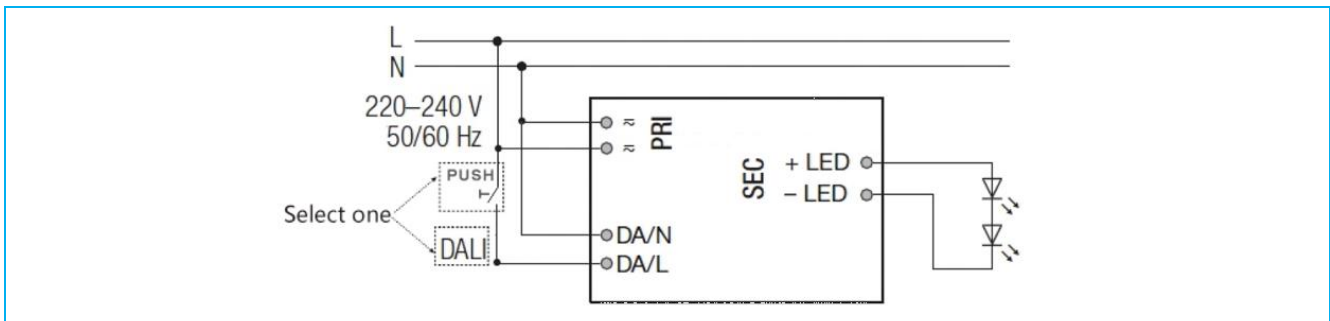 L
N
220–240 V
50/60 Hz
PUSH
Select one
DALI
≂ PRI
≂
DA/N
DA/L
SEC
+ LED
– LED